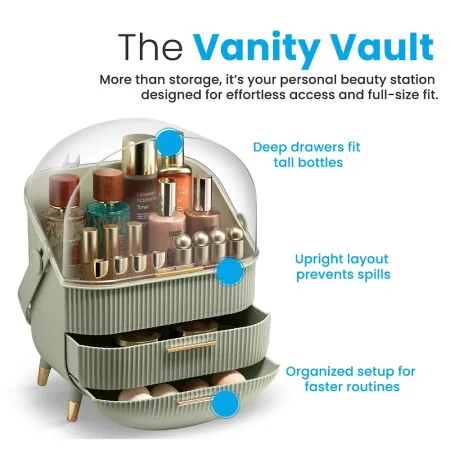 The Vanity Vault
More than storage, it's your personal beauty station
designed for effortless access and full-size fit.
Deep drawers fit
tall bottles
Upright layout
prevents spills
Organized setup for
faster routines
Toner